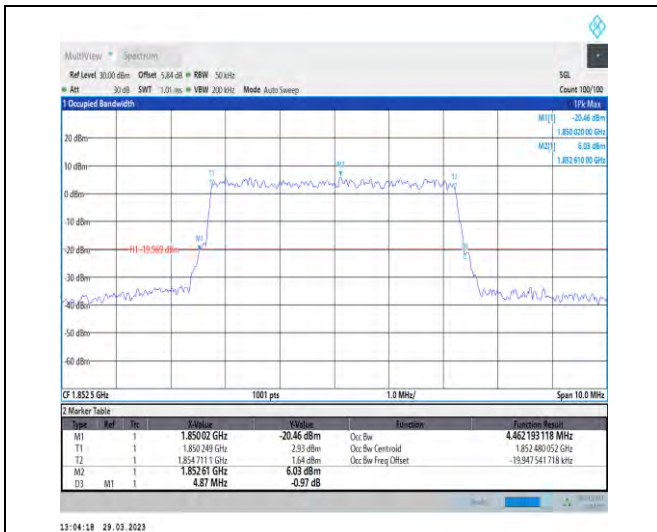 MultiView Spectrum
Ref Level 30.00 dBm Offset 5.84 dB RBW 50 kHz SGL
Att 30 dB SWT 1.01 ms VBW 200 kHz Mode Auto Sweep Count 100/100
1 Occupied Bandwidth 1Pk Max
M1[1] -20.46 dBm
1.850 020 00 GHz
20 dBm M2[1] 6.03 dBm
1.852 610 00 GHz
10 dBm
T1 M2 T2
0 dBm
-10 dBm
M1
-20 dBm H1 -19.969 dBm
-30 dBm
-40 dBm
-50 dBm
-60 dBm
CF 1.852 5 GHz 1001 pts 1.0 MHz/ Span 10.0 MHz
2 Marker Table
Type Ref Trc X-Value Y-Value Function Function Result
M1 1 1.850 02 GHz -20.46 dBm Occ Bw 4.462 193 118 MHz
T1 1 1.850 249 GHz 2.93 dBm Occ Bw Centroid 1.852 480 052 GHz
T2 1 1.854 711 1 GHz 1.64 dBm Occ Bw Freq Offset -19.947 541 718 kHz
M2 1 1.852 61 GHz 6.03 dBm
D3 M1 1 4.87 MHz -0.97 dB
13:04:18 29.03.2023